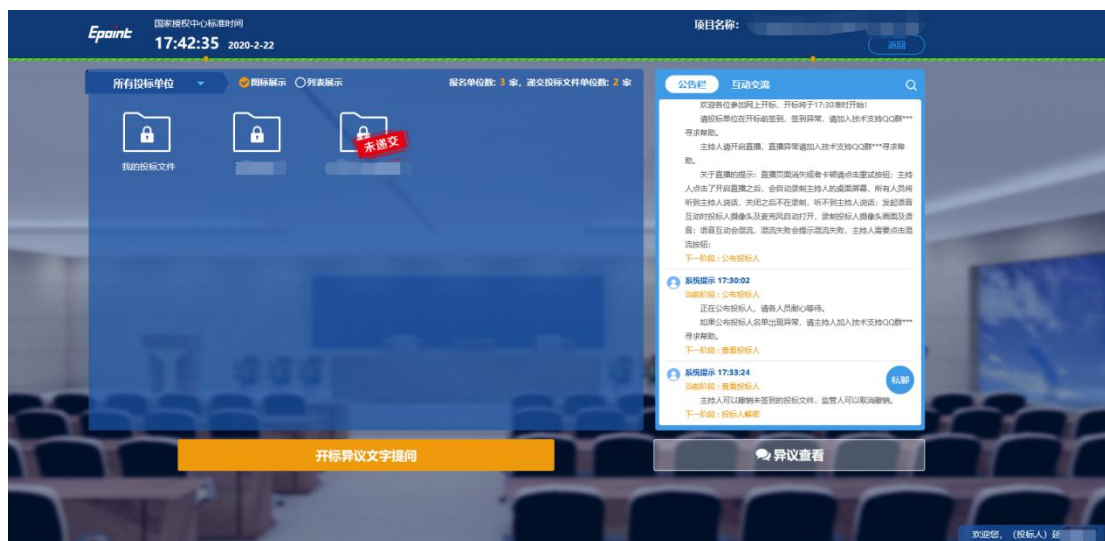 Epoint
国家授权中心标准时间
17:42:35 2020-2-22
项目名称：
返回
所有投标单位
图标展示 列表展示
报名单位数: 3 家, 递交投标文件单位数: 2 家
我的投标文件
未递交
公告栏 互动交流
欢迎各位参加网上开标，开标将于17:30准时开始!
请投标单位在开标前签到，签到异常，请加入技术支持QQ群***
寻求帮助。
主持人请开启直播，直播异常请加入技术支持QQ群***寻求帮
助。
关于直播的提示：直播页面消失或者卡顿请点击重试按钮；主持
人点击了开启直播之后，会自动录制主持人的桌面屏幕，所有人员将
听到主持人说话，关闭之后不在录制，听不到主持人说话；发起语音
互动时投标人摄像头及麦克风自动打开，录制投标人摄像头画面及语
音；语音互动会混流，混流失败会提示混流失败，主持人需要点击混
流按钮；
下一阶段：公布投标人
系统提示 17:30:02
当前阶段：公布投标人
正在公布投标人，请各人员耐心等待。
如果公布投标人名单出现异常，请主持人加入技术支持QQ群***
寻求帮助。
下一阶段：查看投标人
系统提示 17:33:24
当前阶段：查看投标人
主持人可以撤销未签到的投标文件，监管人可以取消撤销。
下一阶段：投标人解密
私聊
开标异议文字提问
异议查看
欢迎您，(投标人) 延